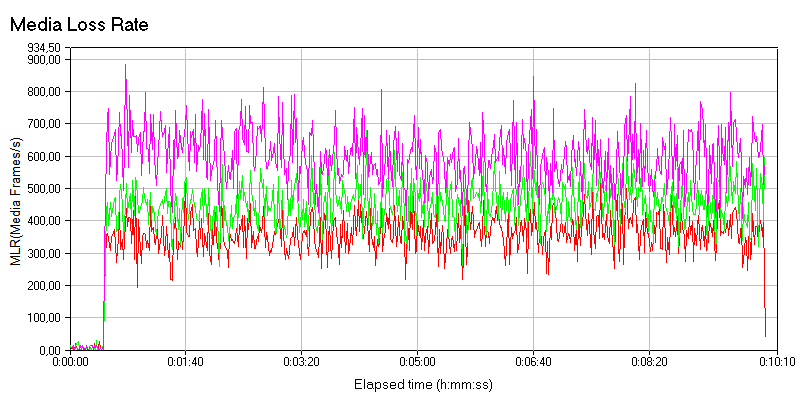 Media Loss Rate
934,50
900,00
800,00
700,00
600,00
500,00
400,00
300,00
200,00
100,00
0,00
MLR(Media Frames/s)
0:00:00 0:01:40 0:03:20 0:05:00 0:06:40 0:08:20 0:10:10
Elapsed time (h:mm:ss)